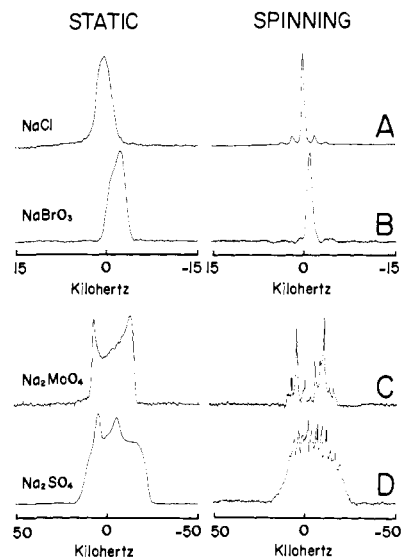 STATIC SPINNING
NaCl A
NaBrO₃ B
15 0 -15 15 0 -15
Kilohertz Kilohertz
Na₂MoO₄ C
Na₂SO₄ D
50 0 -50 50 0 -50
Kilohertz Kilohertz